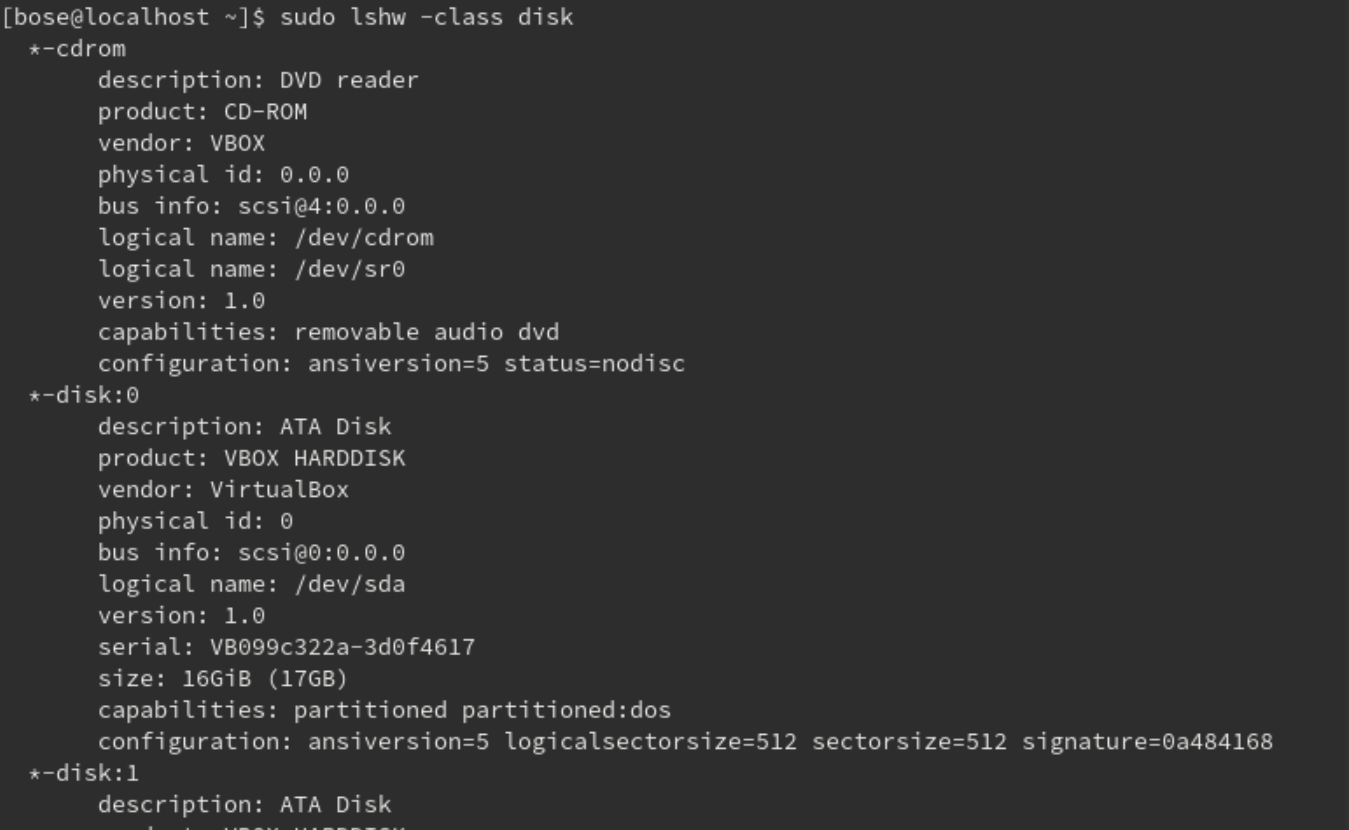 [bose@localhost ~]$ sudo lshw -class disk
*-cdrom
description: DVD reader
product: CD-ROM
vendor: VBOX
physical id: 0.0.0
bus info: scsi@4:0.0.0
logical name: /dev/cdrom
logical name: /dev/sr0
version: 1.0
capabilities: removable audio dvd
configuration: ansiversion=5 status=nodisc
*-disk:0
description: ATA Disk
product: VBOX HARDDISK
vendor: VirtualBox
physical id: 0
bus info: scsi@0:0.0.0
logical name: /dev/sda
version: 1.0
serial: VB099c322a-3d0f4617
size: 16GiB (17GB)
capabilities: partitioned partitioned:dos
configuration: ansiversion=5 logicalsectorsize=512 sectorsize=512 signature=0a484168
*-disk:1
description: ATA Disk